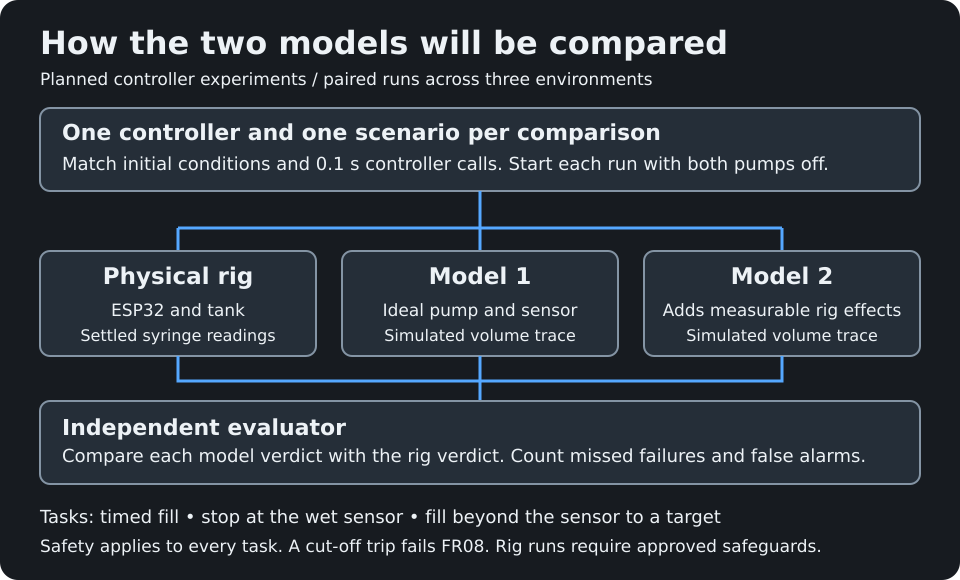 How the two models will be compared
Planned controller experiments / paired runs across three environments
One controller and one scenario per comparison
Match initial conditions and 0.1 s controller calls. Start each run with both pumps off.
Physical rig
ESP32 and tank
Settled syringe readings
Model 1
Ideal pump and sensor
Simulated volume trace
Model 2
Adds measurable rig effects
Simulated volume trace
Independent evaluator
Compare each model verdict with the rig verdict. Count missed failures and false alarms.
Tasks: timed fill • stop at the wet sensor • fill beyond the sensor to a target
Safety applies to every task. A cut-off trip fails FR08. Rig runs require approved safeguards.